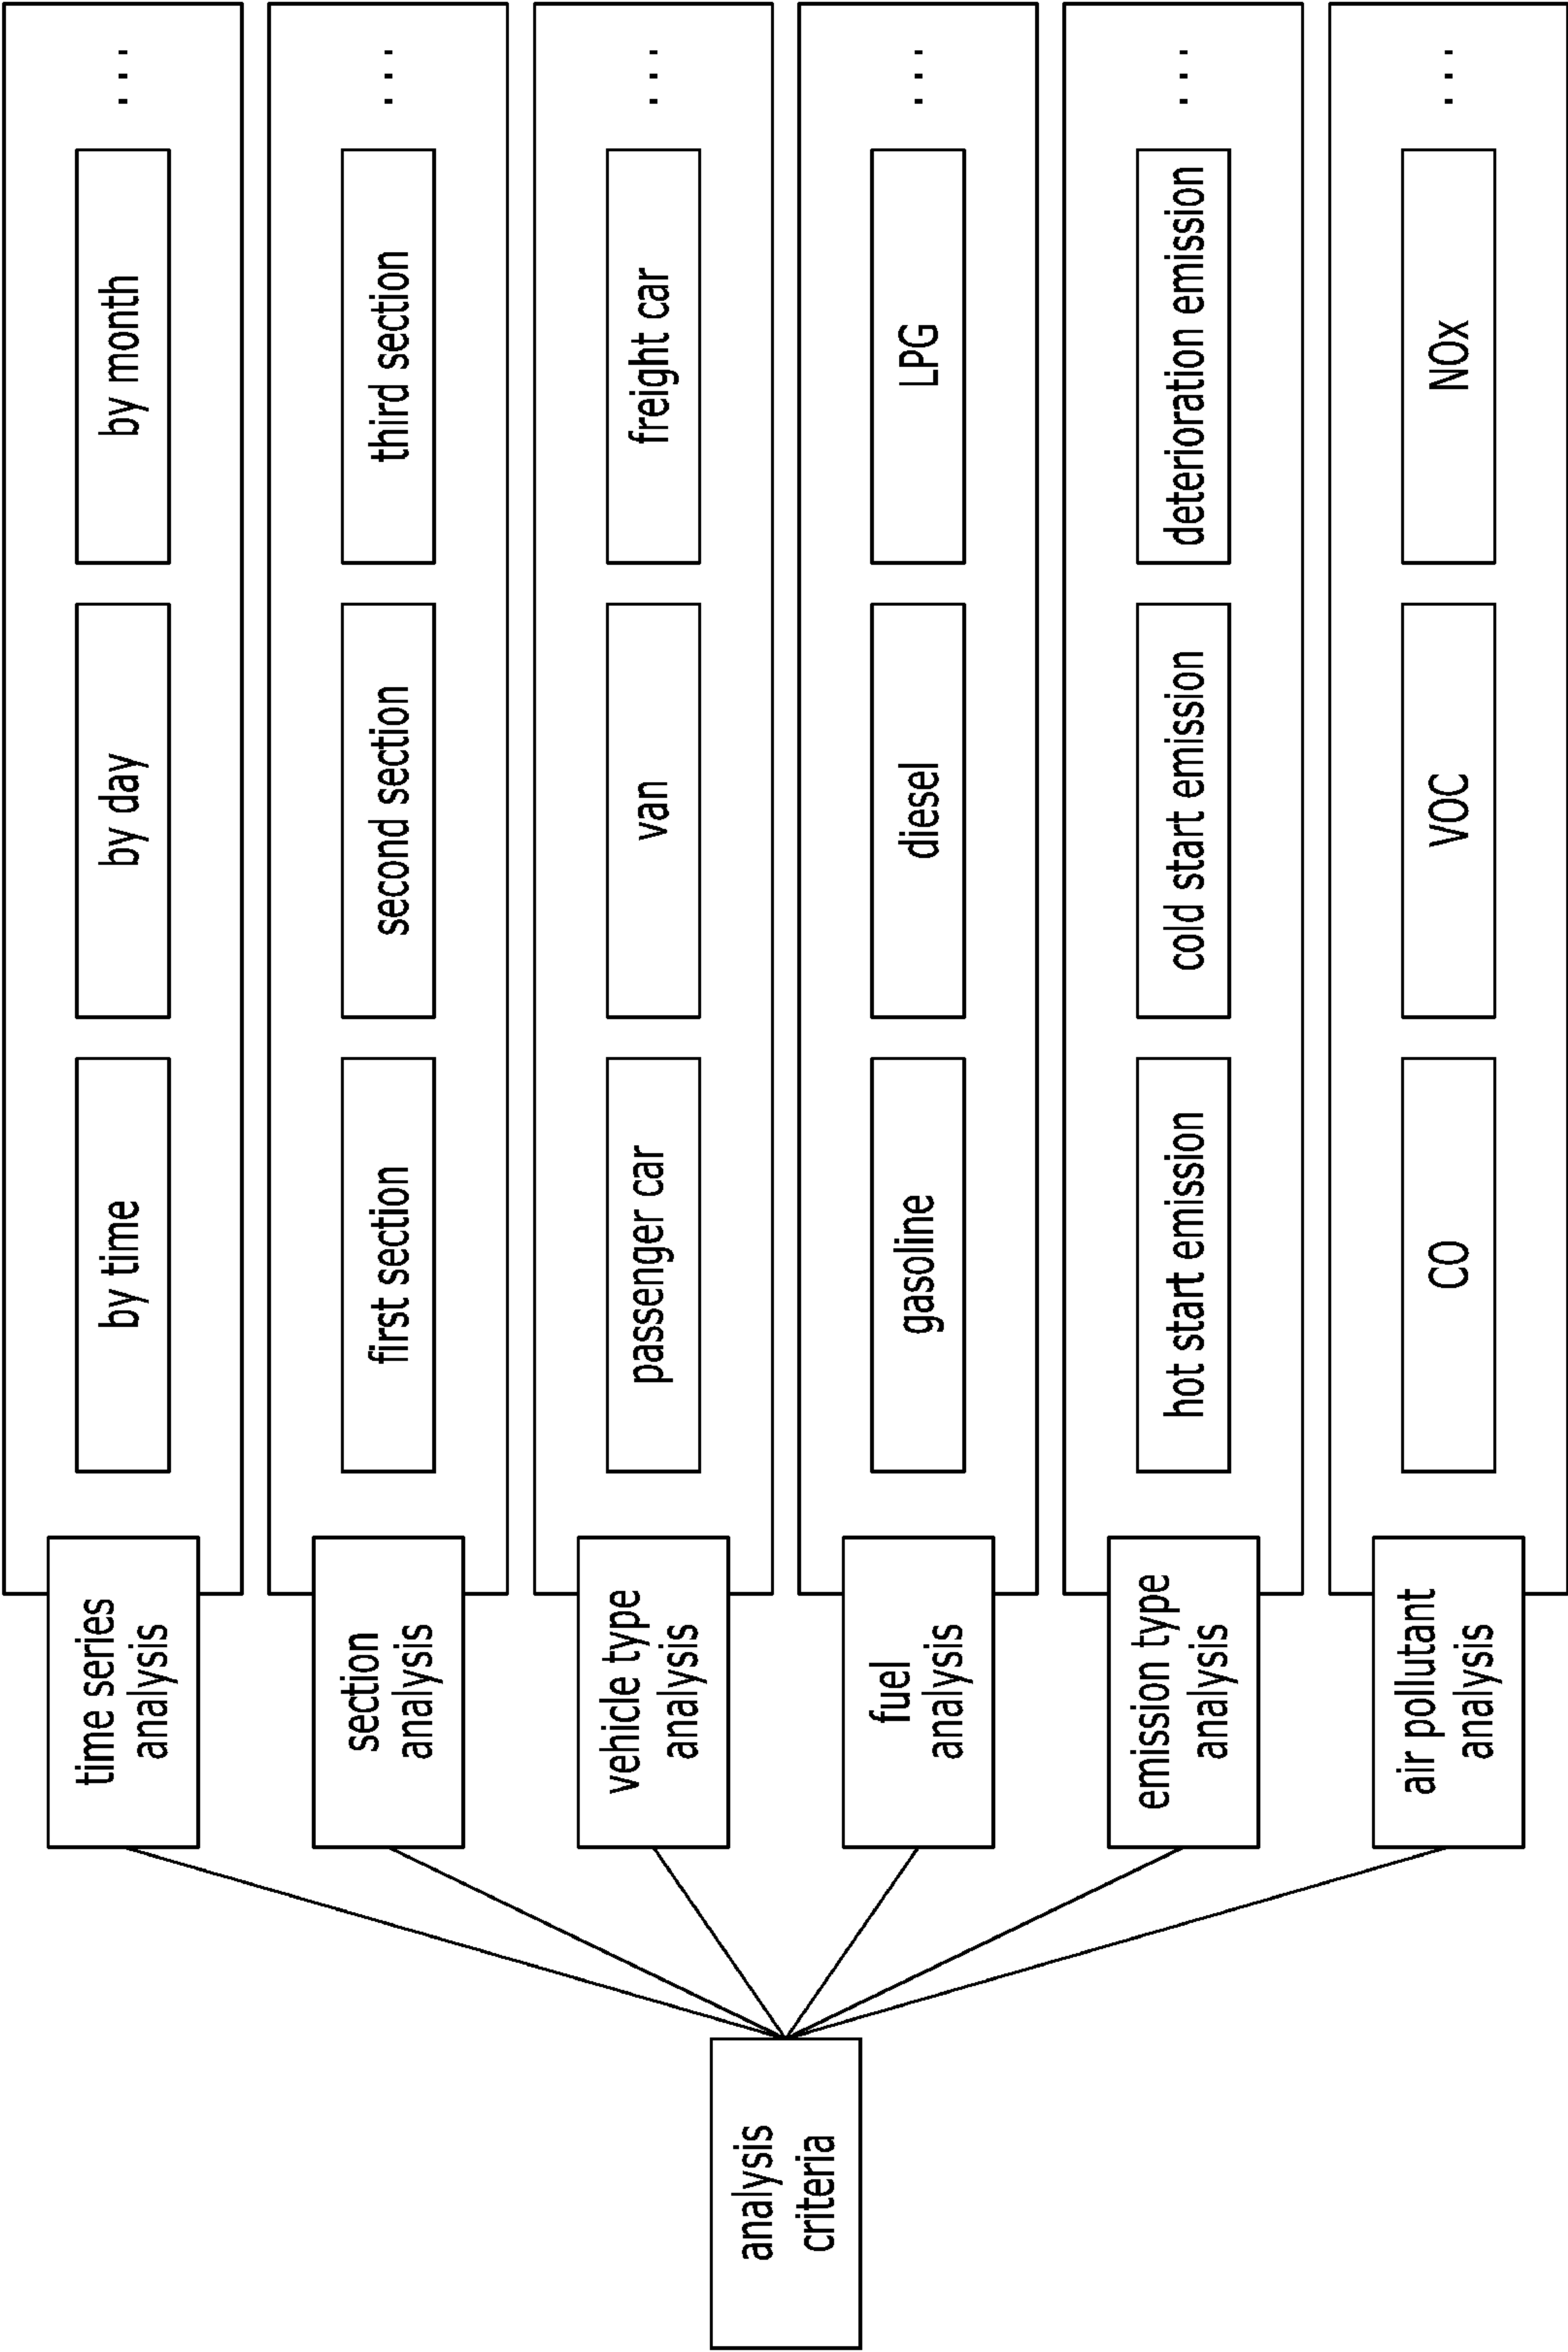 analysis
criteria
time series
analysis
by time
by day
by month
...
section
analysis
first section
second section
third section
...
vehicle type
analysis
passenger car
van
freight car
...
fuel
analysis
gasoline
diesel
LPG
...
emission type
analysis
hot start emission
cold start emission
deterioration emission
...
air pollutant
analysis
CO
VOC
NOx
...